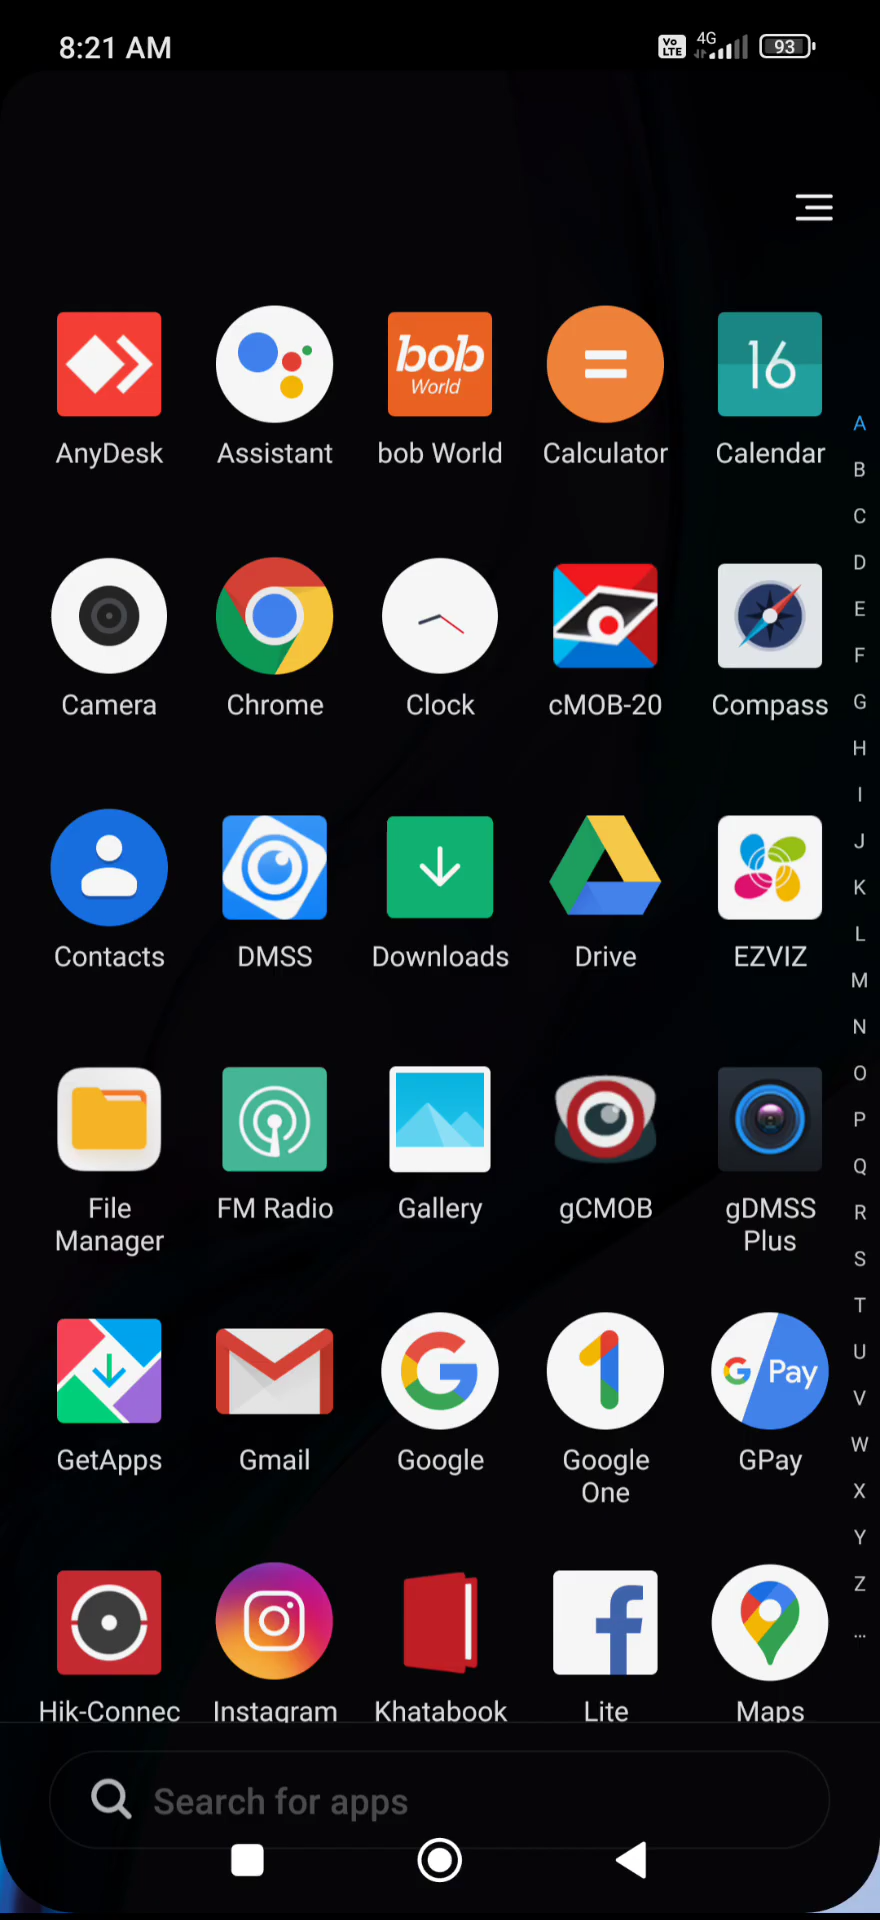 8:21 AM
Vo LTE 4G 93
bob
World
16
AnyDesk Assistant bob World Calculator Calendar
A
B
C
Camera Chrome Clock cMOB-20 Compass
D
E
F
G
H
I
J
K
Contacts DMSS Downloads Drive EZVIZ
L
M
N
O
P
Q
File Manager FM Radio Gallery gCMOB gDMSS Plus
R
S
T
U
V
G Pay
GetApps Gmail Google Google One GPay
W
X
Y
Z
...
Hik-Connec Instagram Khatabook Lite Maps
Search for apps